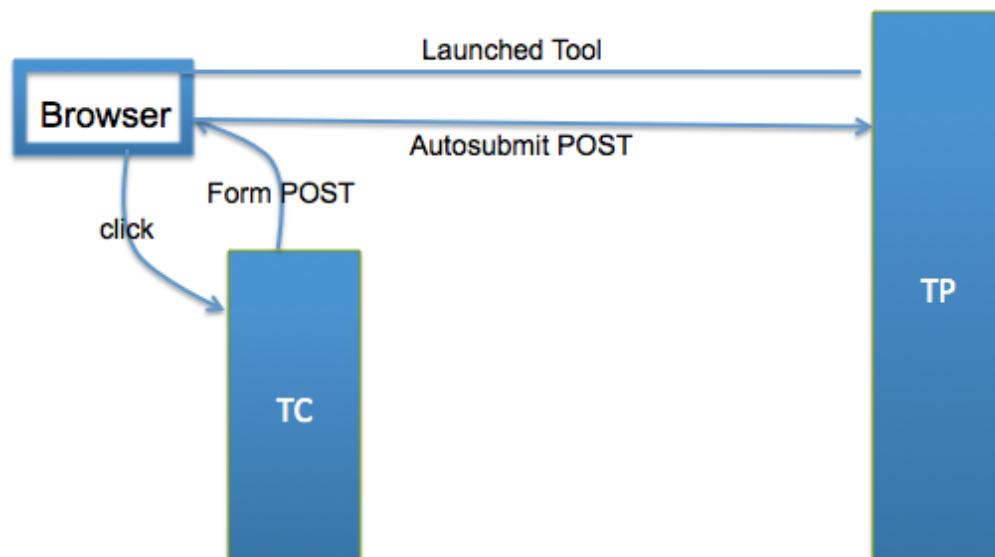 Launched Tool
Browser
Autosubmit POST
Form POST
click
TP
TC